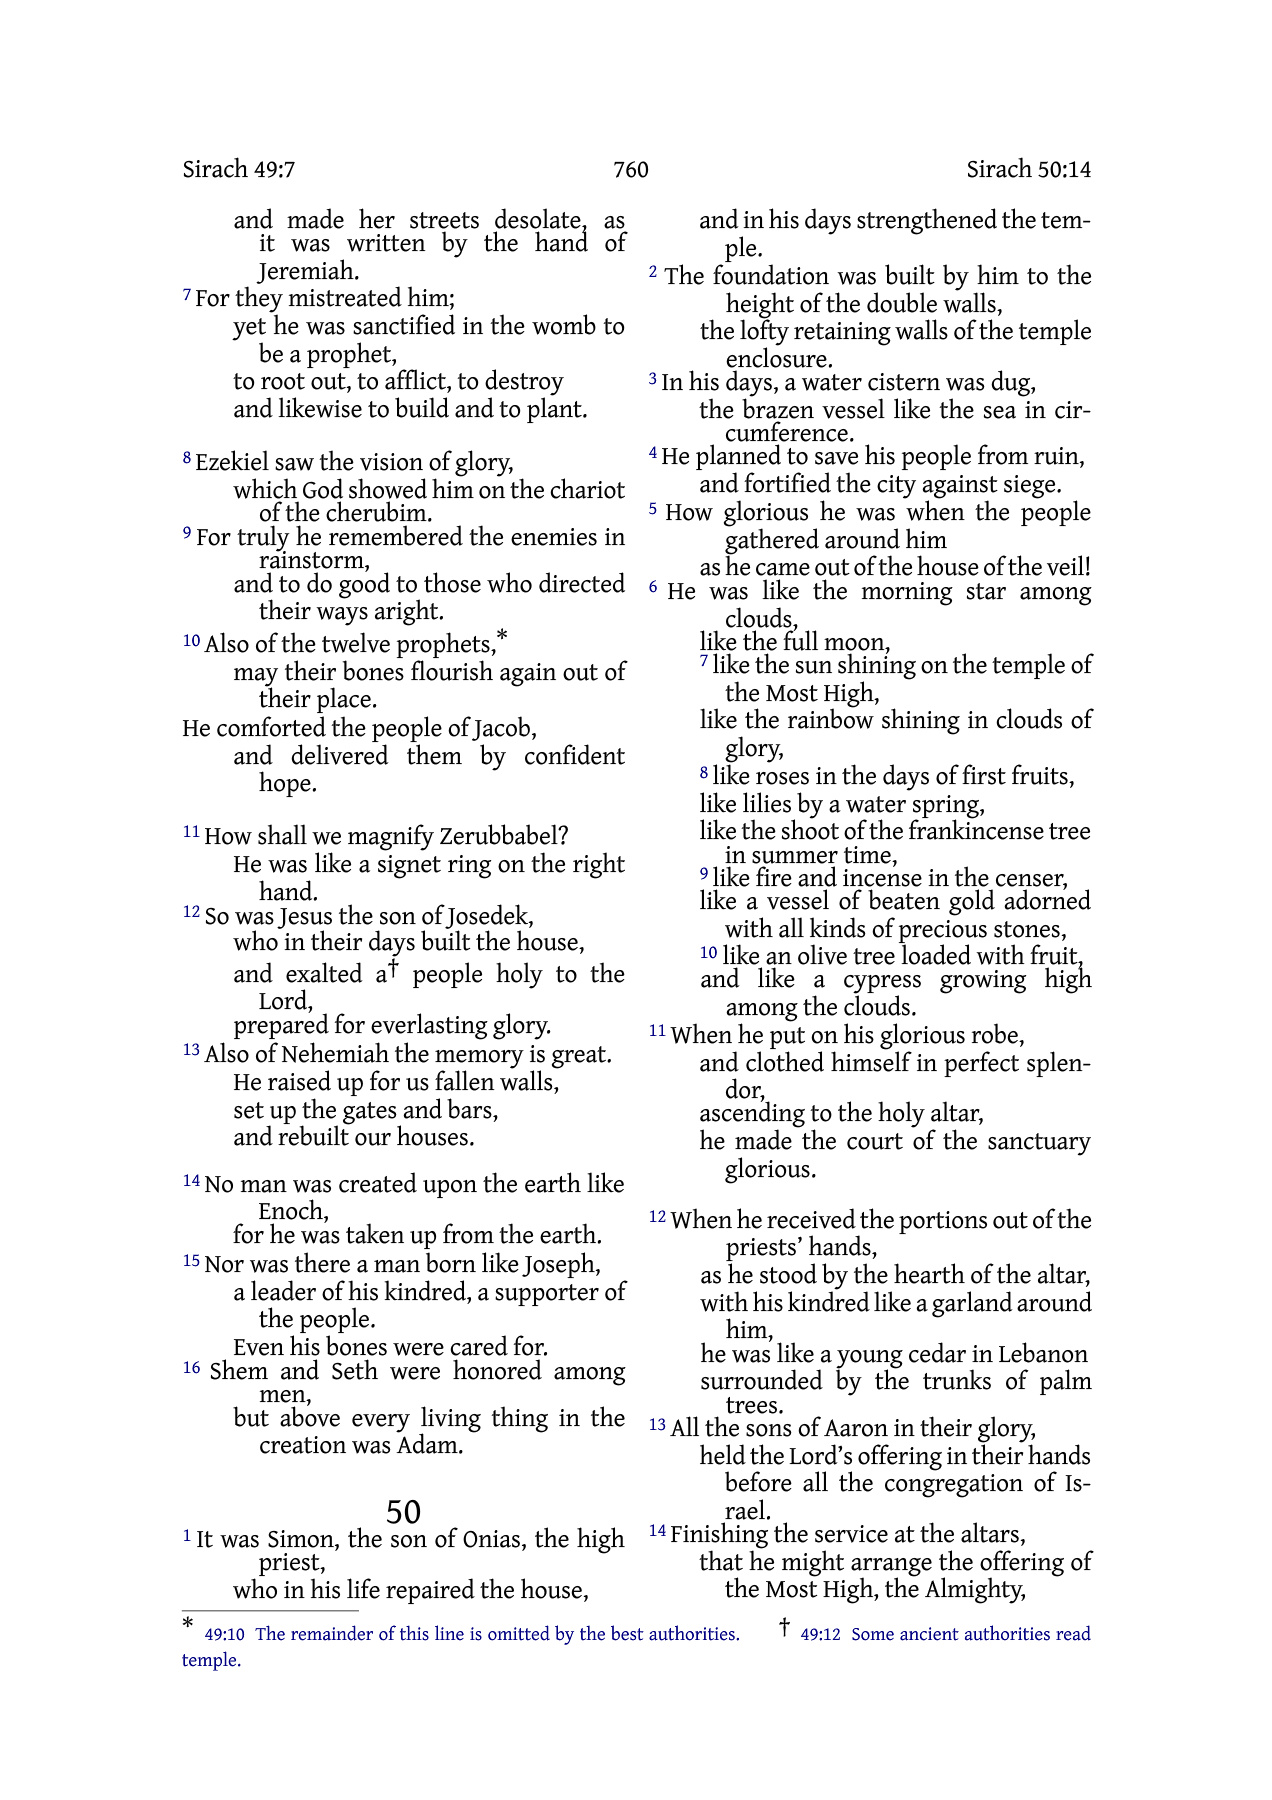 Sirach 49:7 760 Sirach 50:14
and made her streets desolate, as
it was written by the hand of
Jeremiah.
7 For they mistreated him;
yet he was sanctified in the womb to
be a prophet,
to root out, to afflict, to destroy
and likewise to build and to plant.
8 Ezekiel saw the vision of glory,
which God showed him on the chariot
of the cherubim.
9 For truly he remembered the enemies in
rainstorm,
and to do good to those who directed
their ways aright.
10 Also of the twelve prophets,*
may their bones flourish again out of
their place.
He comforted the people of Jacob,
and delivered them by confident
hope.
11 How shall we magnify Zerubbabel?
He was like a signet ring on the right
hand.
12 So was Jesus the son of Josedek,
who in their days built the house,
and exalted a† people holy to the
Lord,
prepared for everlasting glory.
13 Also of Nehemiah the memory is great.
He raised up for us fallen walls,
set up the gates and bars,
and rebuilt our houses.
14 No man was created upon the earth like
Enoch,
for he was taken up from the earth.
15 Nor was there a man born like Joseph,
a leader of his kindred, a supporter of
the people.
Even his bones were cared for.
16 Shem and Seth were honored among
men,
but above every living thing in the
creation was Adam.
50
1 It was Simon, the son of Onias, the high
priest,
who in his life repaired the house,
and in his days strengthened the tem-
ple.
2 The foundation was built by him to the
height of the double walls,
the lofty retaining walls of the temple
enclosure.
3 In his days, a water cistern was dug,
the brazen vessel like the sea in cir-
cumference.
4 He planned to save his people from ruin,
and fortified the city against siege.
5 How glorious he was when the people
gathered around him
as he came out of the house of the veil!
6 He was like the morning star among
clouds,
like the full moon,
7 like the sun shining on the temple of
the Most High,
like the rainbow shining in clouds of
glory,
8 like roses in the days of first fruits,
like lilies by a water spring,
like the shoot of the frankincense tree
in summer time,
9 like fire and incense in the censer,
like a vessel of beaten gold adorned
with all kinds of precious stones,
10 like an olive tree loaded with fruit,
and like a cypress growing high
among the clouds.
11 When he put on his glorious robe,
and clothed himself in perfect splen-
dor,
ascending to the holy altar,
he made the court of the sanctuary
glorious.
12 When he received the portions out of the
priests’ hands,
as he stood by the hearth of the altar,
with his kindred like a garland around
him,
he was like a young cedar in Lebanon
surrounded by the trunks of palm
trees.
13 All the sons of Aaron in their glory,
held the Lord’s offering in their hands
before all the congregation of Is-
rael.
14 Finishing the service at the altars,
that he might arrange the offering of
the Most High, the Almighty,
* 49:10 The remainder of this line is omitted by the best authorities. † 49:12 Some ancient authorities read
temple.